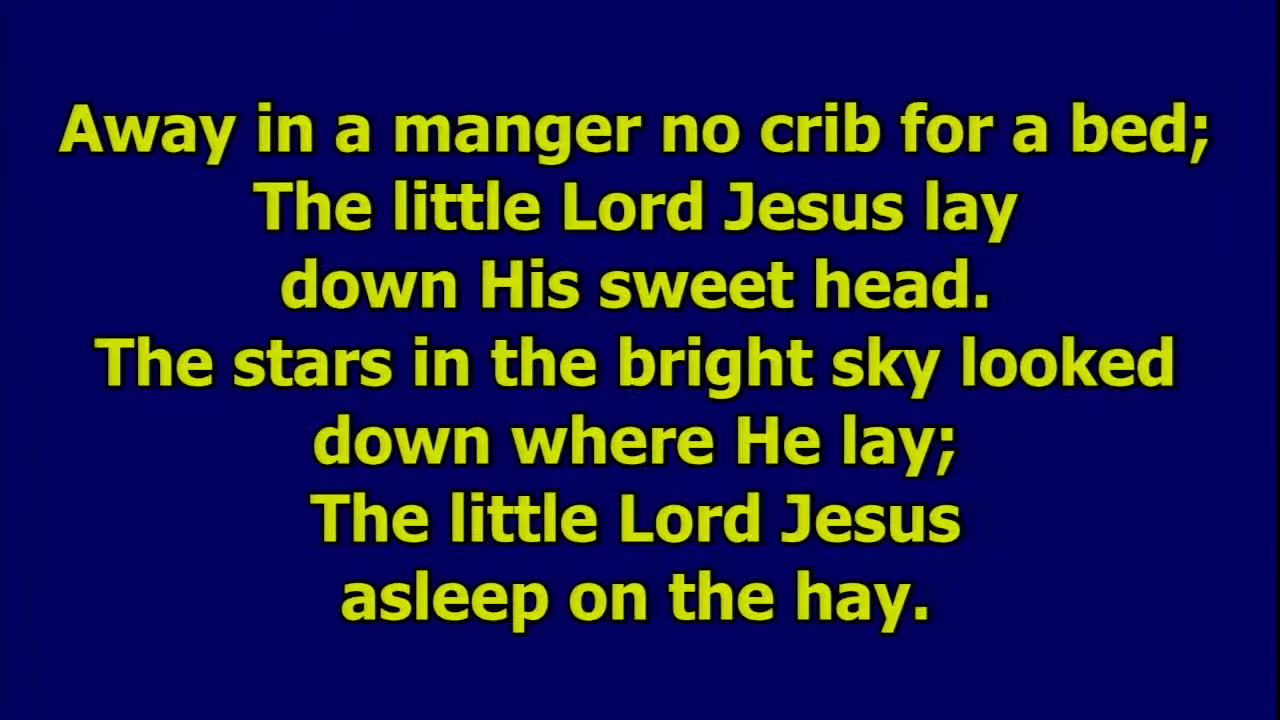 Away in a manger no crib for a bed;
The little Lord Jesus lay
down His sweet head.
The stars in the bright sky looked
down where He lay;
The little Lord Jesus
asleep on the hay.